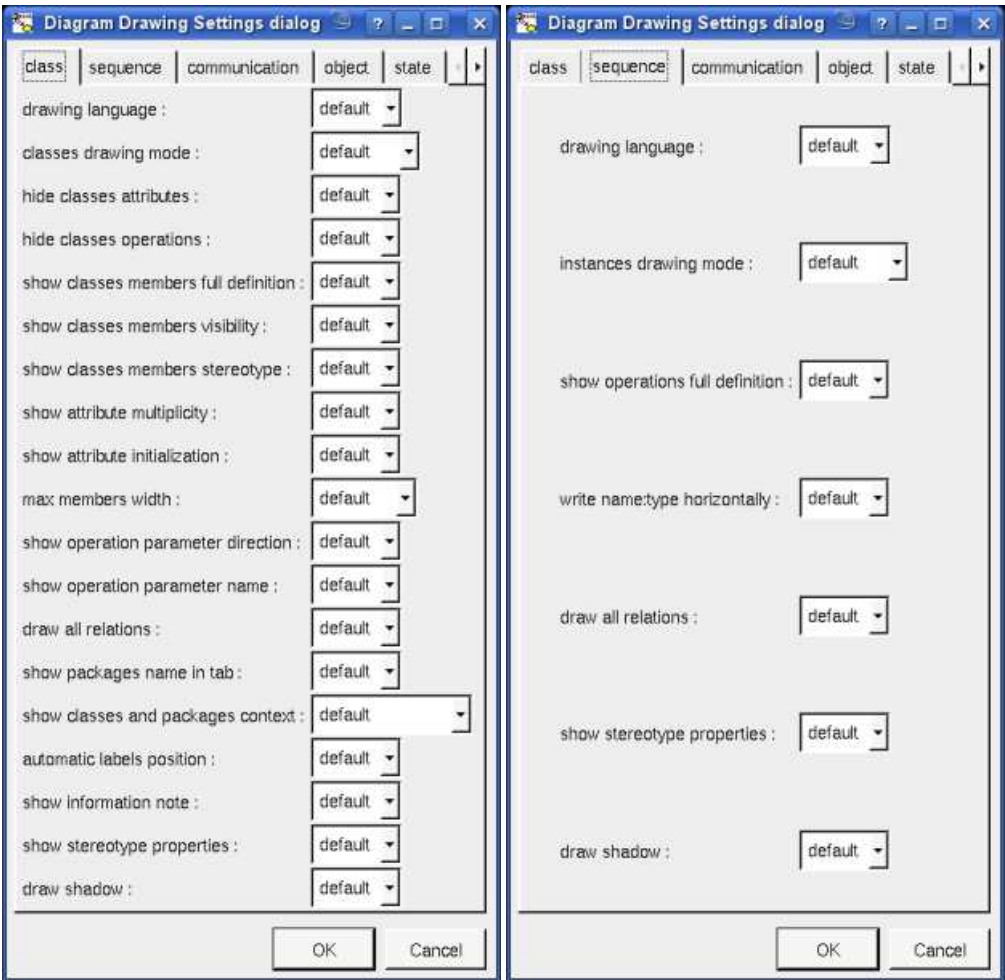 Diagram Drawing Settings dialog
class sequence communication object state
drawing language : default
classes drawing mode : default
hide classes attributes : default
hide classes operations : default
show classes members full definition : default
show classes members visibility : default
show classes members stereotype : default
show attribute multiplicity : default
show attribute initialization : default
max members width : default
show operation parameter direction : default
show operation parameter name : default
draw all relations : default
show packages name in tab : default
show classes and packages context : default
automatic labels position : default
show information note : default
show stereotype properties : default
draw shadow : default
OK Cancel
Diagram Drawing Settings dialog
class sequence communication object state
drawing language : default
instances drawing mode : default
show operations full definition : default
write name:type horizontally : default
draw all relations : default
show stereotype properties : default
draw shadow : default
OK Cancel